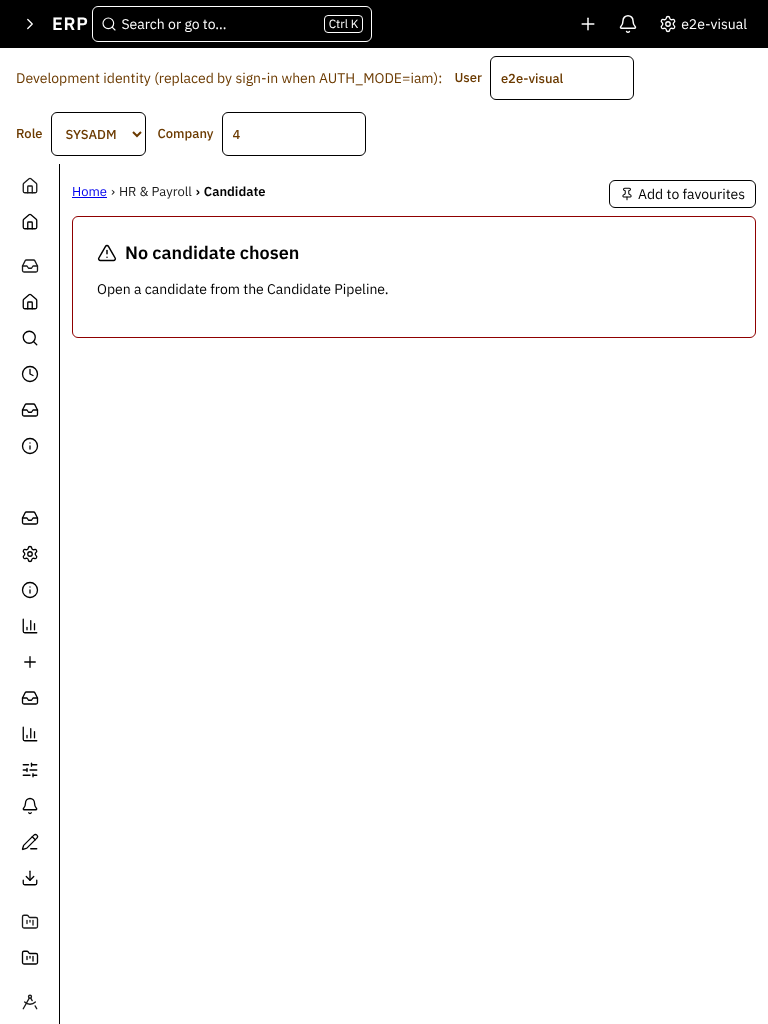 ERP
Search or go to...
Ctrl K
e2e-visual
Development identity (replaced by sign-in when AUTH_MODE=iam):
User
e2e-visual
Role
SYSADM
Company
4
Home › HR & Payroll › Candidate
Add to favourites
No candidate chosen
Open a candidate from the Candidate Pipeline.